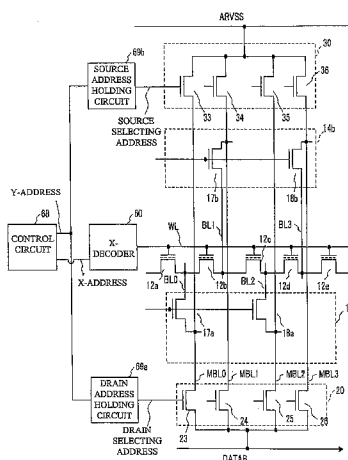 ARVSS
69b
30
SOURCE
ADDRESS
HOLDING
CIRCUIT
36
33
34
35
SOURCE
SELECTING
ADDRESS
14b
Y-ADDRESS
17b
18b
68
60
WL
BL1
12c
BL3
CONTROL
CIRCUIT
X-
DECODER
X-ADDRESS
12a
BL0
12b
BL2
12d
12e
17a
18a
69a
MBL0
MBL1
MBL2
MBL3
20
DRAIN
ADDRESS
HOLDING
CIRCUIT
24
25
26
23
DRAIN
SELECTING
ADDRESS
DATAB